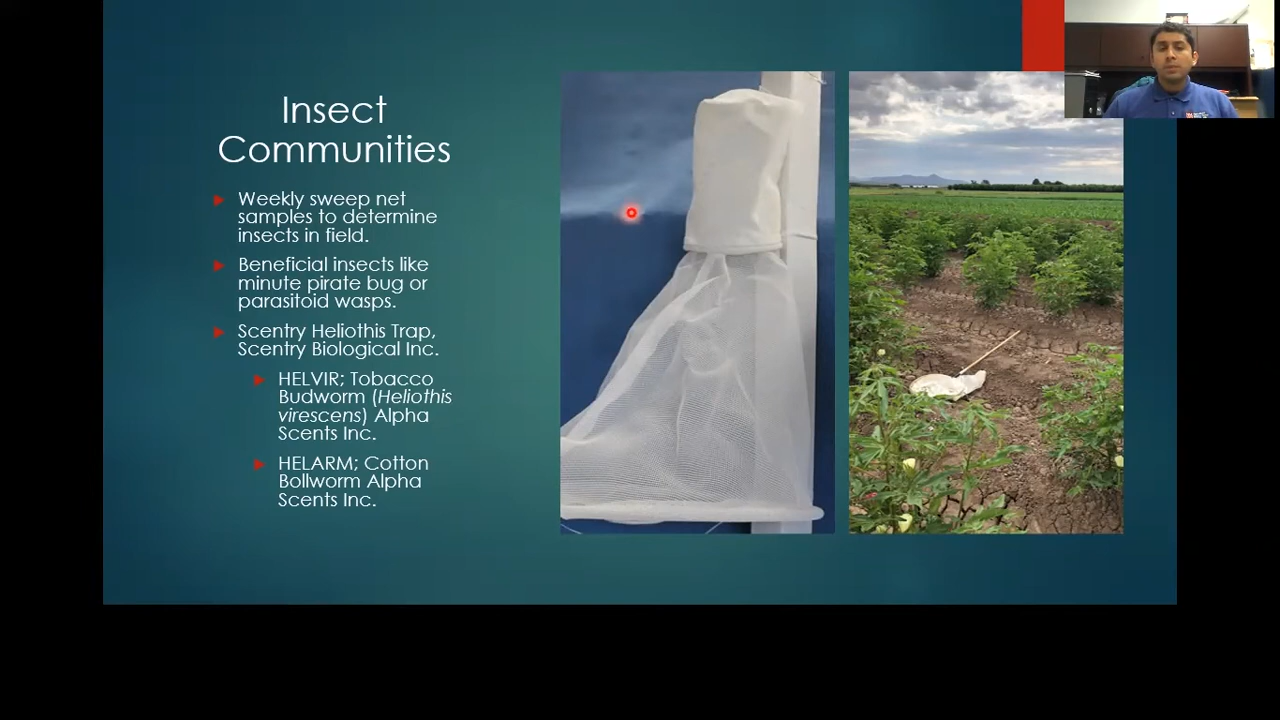 Insect
Communities
Weekly sweep net
samples to determine
insects in field.
Beneficial insects like
minute pirate bug or
parasitoid wasps.
Scentry Heliothis Trap,
Scentry Biological Inc.
HELVIR; Tobacco
Budworm (Heliothis
virescens) Alpha
Scents Inc.
HELARM; Cotton
Bollworm Alpha
Scents Inc.